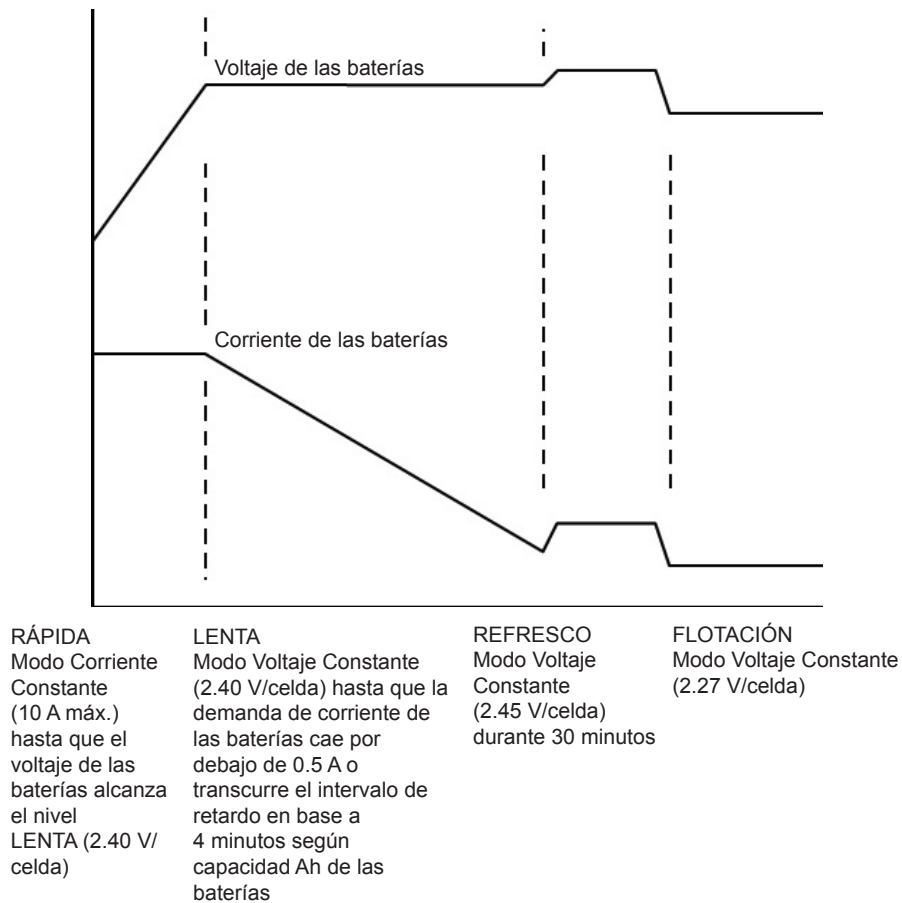 Voltaje de las baterías
Corriente de las baterías
RÁPIDA
Modo Corriente
Constante
(10 A máx.)
hasta que el
voltaje de las
baterías alcanza
el nivel
LENTA (2.40 V/
celda)
LENTA
Modo Voltaje Constante
(2.40 V/celda) hasta que la
demanda de corriente de
las baterías cae por
debajo de 0.5 A o
transcurre el intervalo de
retardo en base a
4 minutos según
capacidad Ah de las
baterías
REFRESCO
Modo Voltaje
Constante
(2.45 V/celda)
durante 30 minutos
FLOTACIÓN
Modo Voltaje Constante
(2.27 V/celda)